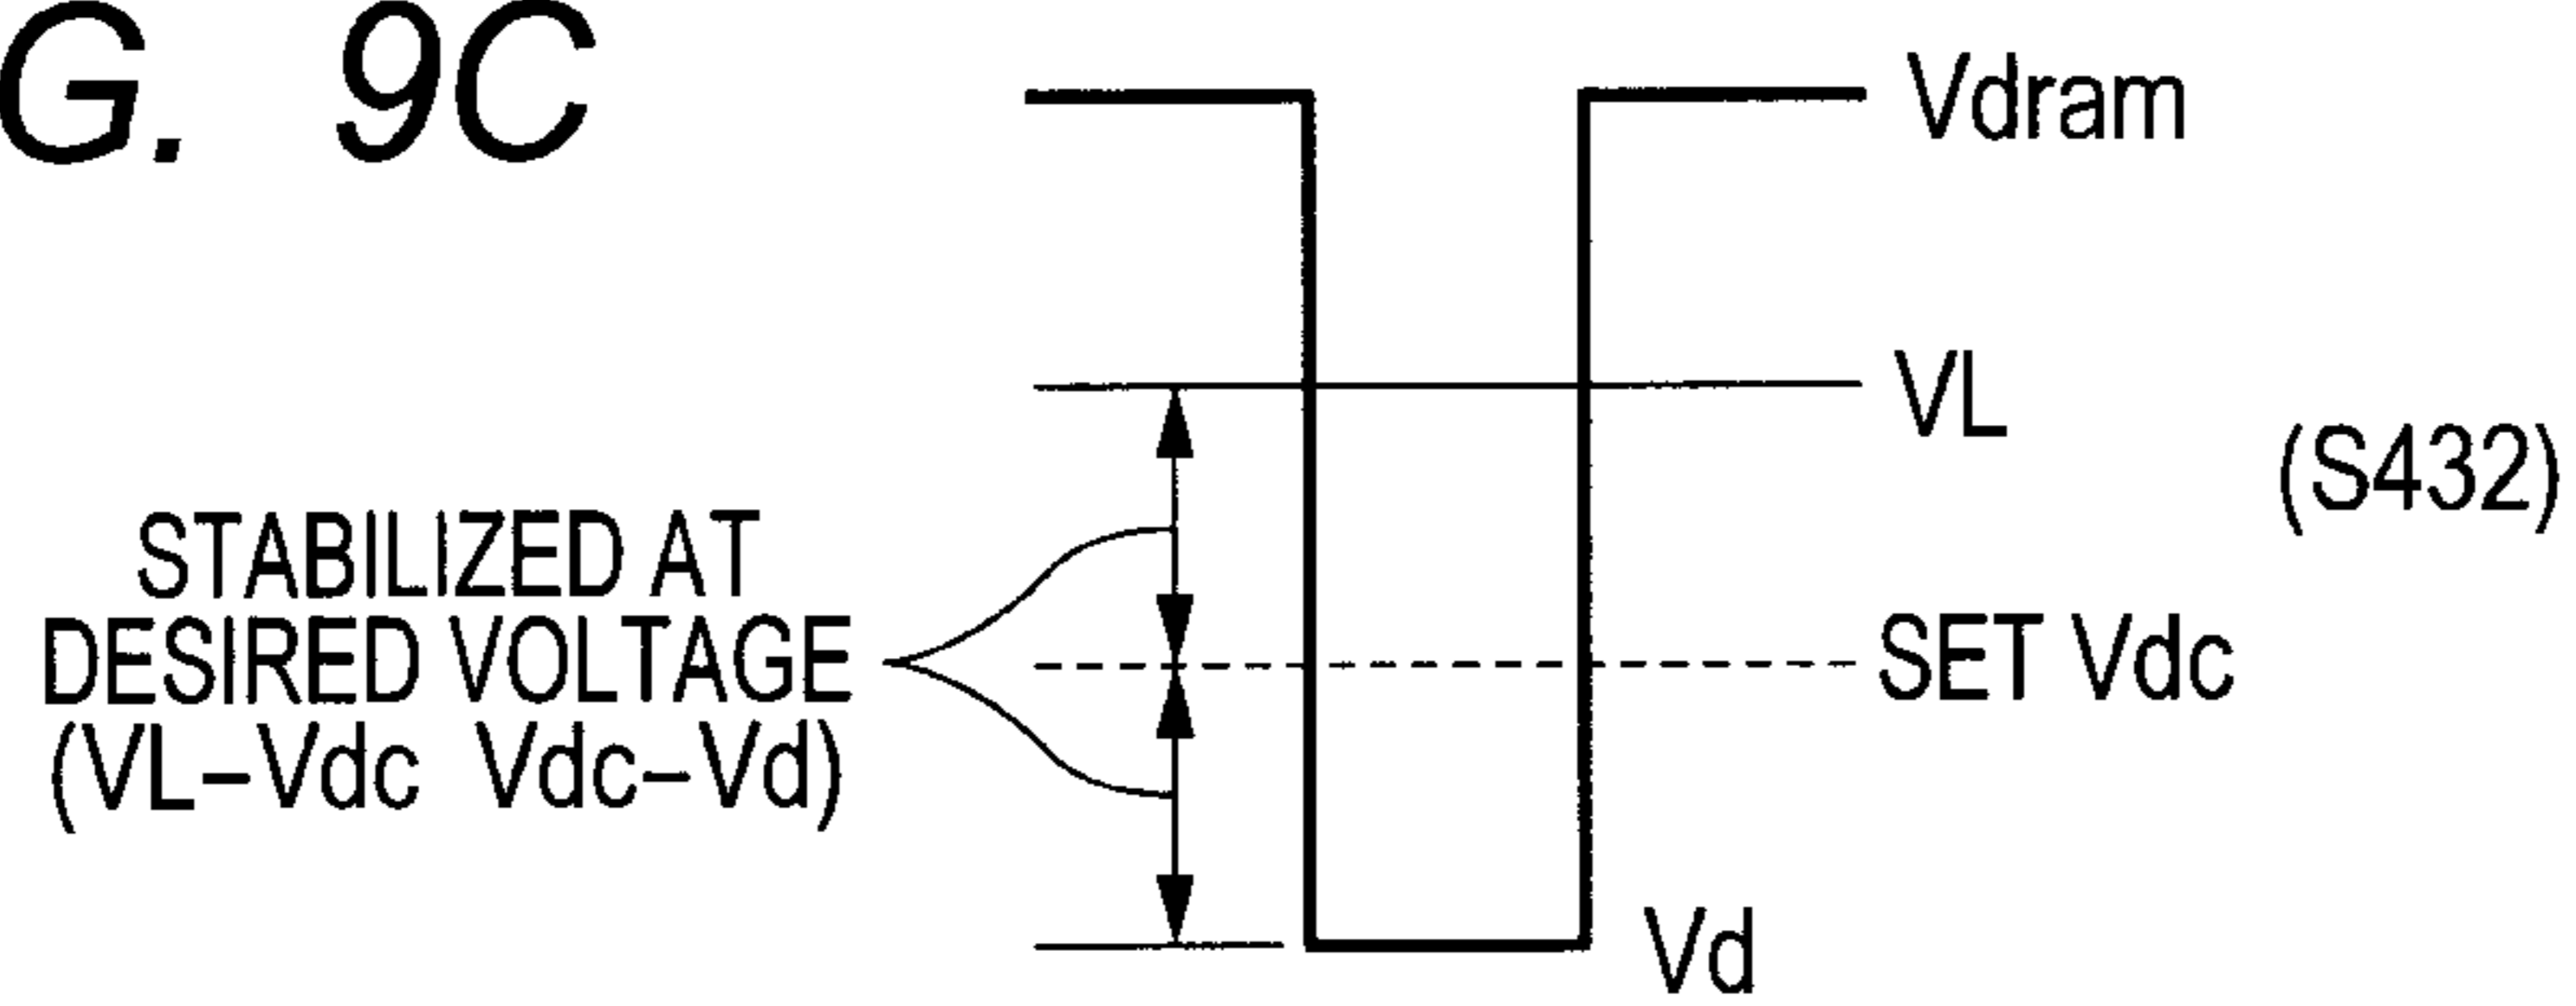 G. 9C
Vdram
VL
(S432)
STABILIZED AT
DESIRED VOLTAGE
(VL–Vdc Vdc–Vd)
SET Vdc
Vd